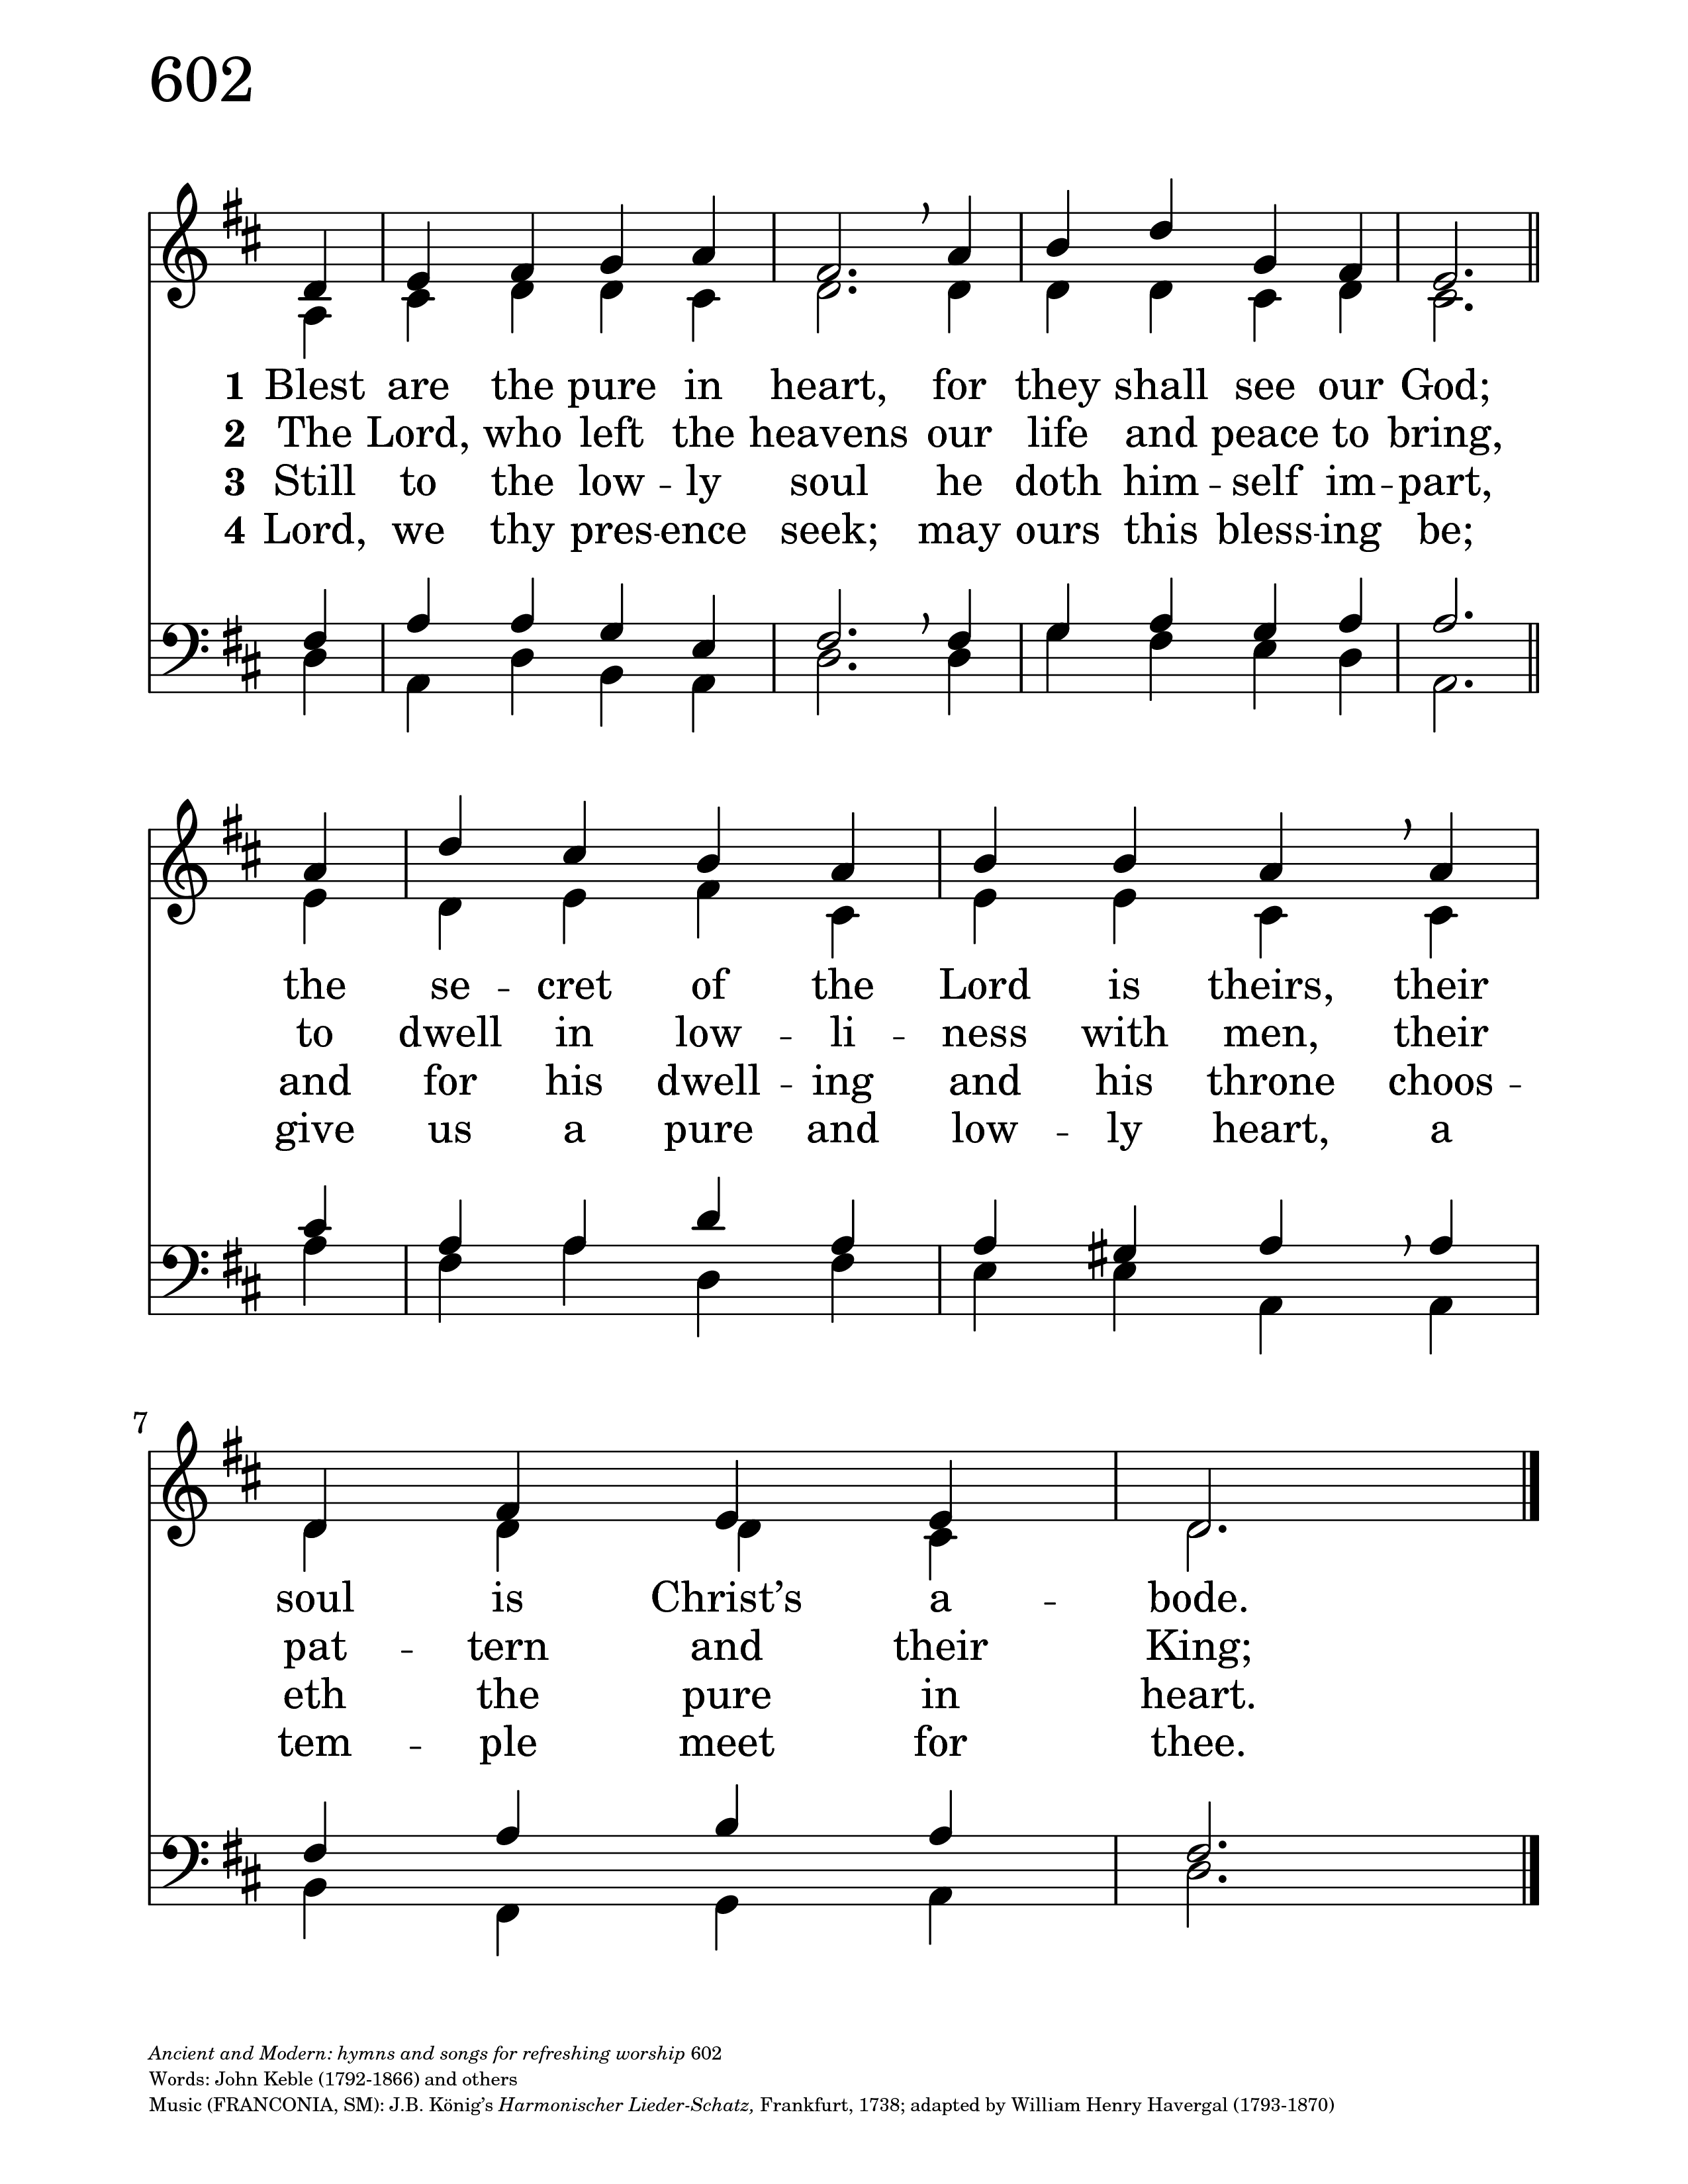 602
1 Blest are the pure in heart, for they shall see our God;
2 The Lord, who left the heavens our life and peace to bring,
3 Still to the low - ly soul he doth him - self im - part,
4 Lord, we thy pres - ence seek; may ours this bless - ing be;
the se - cret of the Lord is theirs, their
to dwell in low - li - ness with men, their
and for his dwell - ing and his throne choos -
give us a pure and low - ly heart, a
7
soul is Christ’s a - bode.
pat - tern and their King;
eth the pure in heart.
tem - ple meet for thee.
Ancient and Modern: hymns and songs for refreshing worship 602
Words: John Keble (1792-1866) and others
Music (FRANCONIA, SM): J.B. König’s Harmonischer Lieder-Schatz, Frankfurt, 1738; adapted by William Henry Havergal (1793-1870)